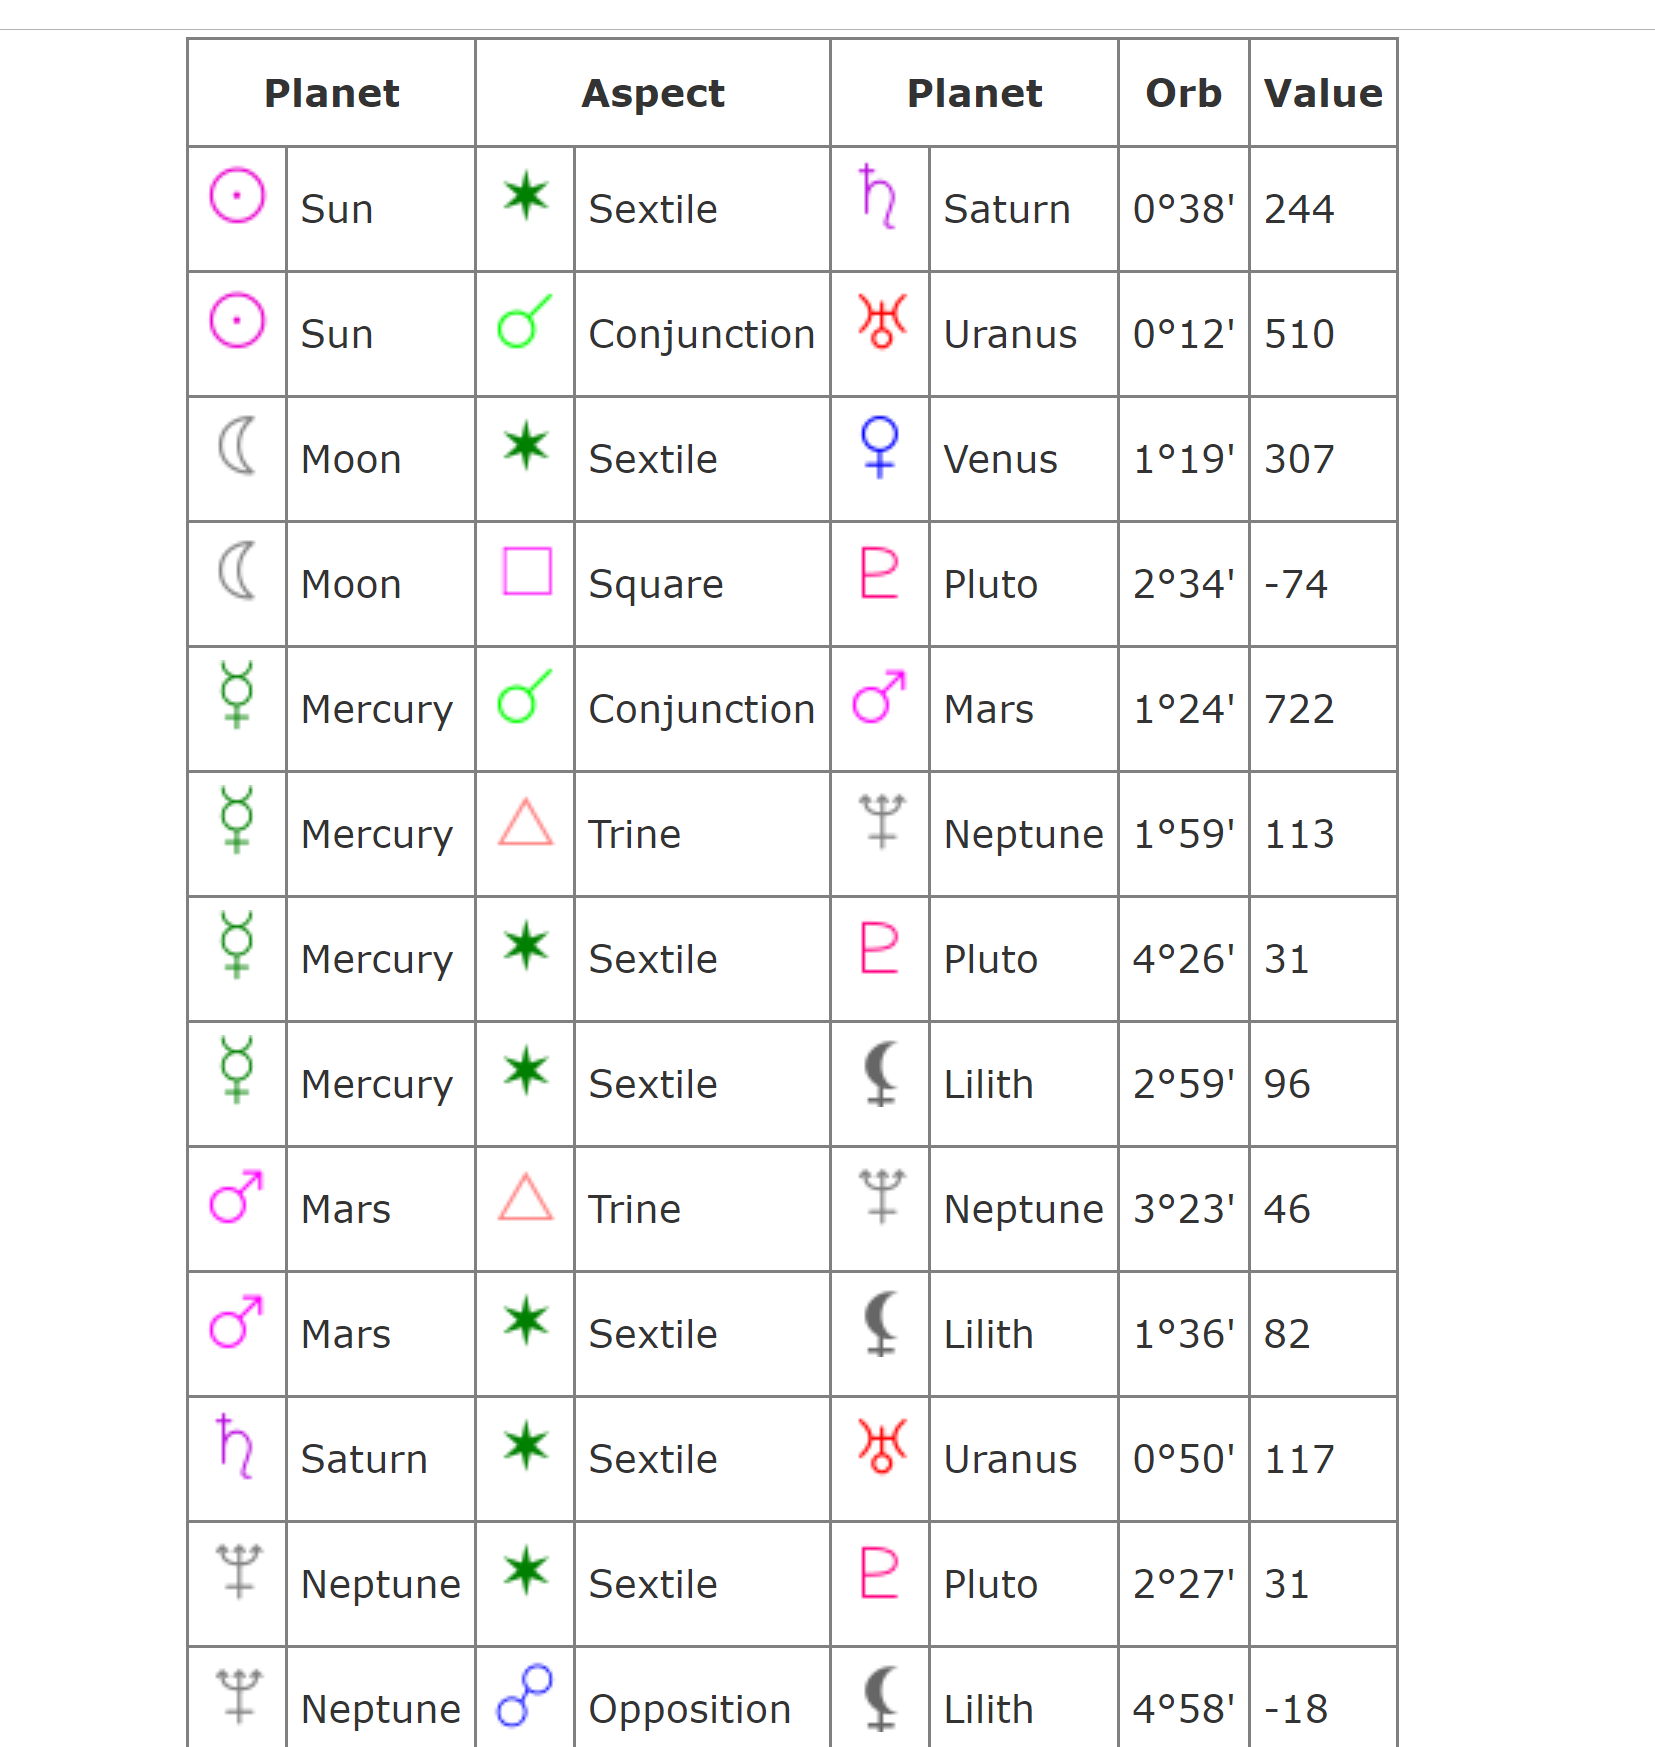 Planet Aspect Planet Orb Value
Sun Sextile Saturn 0°38' 244
Sun Conjunction Uranus 0°12' 510
Moon Sextile Venus 1°19' 307
Moon Square Pluto 2°34' -74
Mercury Conjunction Mars 1°24' 722
Mercury Trine Neptune 1°59' 113
Mercury Sextile Pluto 4°26' 31
Mercury Sextile Lilith 2°59' 96
Mars Trine Neptune 3°23' 46
Mars Sextile Lilith 1°36' 82
Saturn Sextile Uranus 0°50' 117
Neptune Sextile Pluto 2°27' 31
Neptune Opposition Lilith 4°58' -18